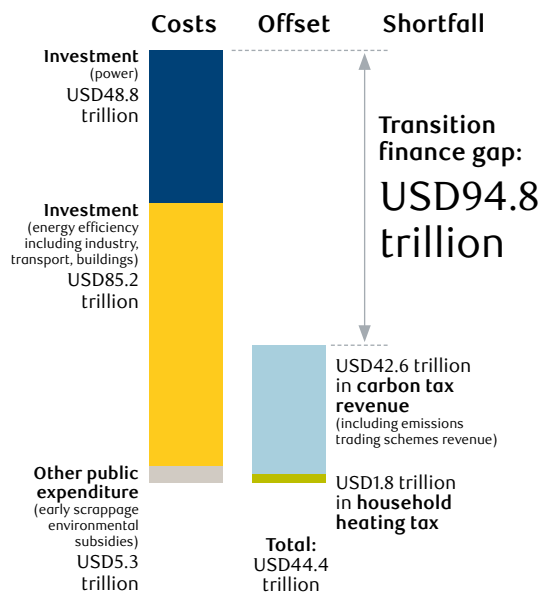 Costs
Offset
Shortfall
Investment
(power)
USD48.8
trillion
Investment
(energy efficiency
including industry,
transport, buildings)
USD85.2
trillion
Other public
expenditure
(early scrappage
environmental
subsidies)
USD5.3
trillion
Total:
USD44.4
trillion
Transition
finance gap:
USD94.8
trillion
USD42.6 trillion
in carbon tax
revenue
(including emissions
trading schemes revenue)
USD1.8 trillion
in household
heating tax